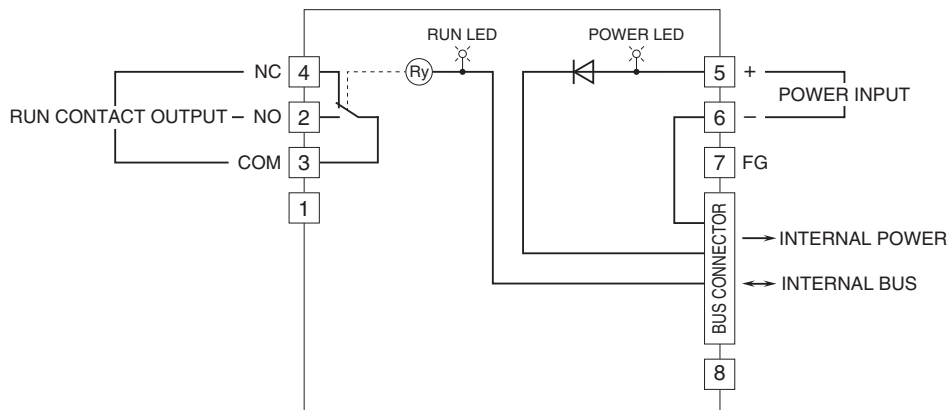 RUN LED
POWER LED
NC 4
Ry
5 +
POWER INPUT
RUN CONTACT OUTPUT
NO 2
6 −
COM 3
7 FG
1
BUS CONNECTOR
INTERNAL POWER
INTERNAL BUS
8